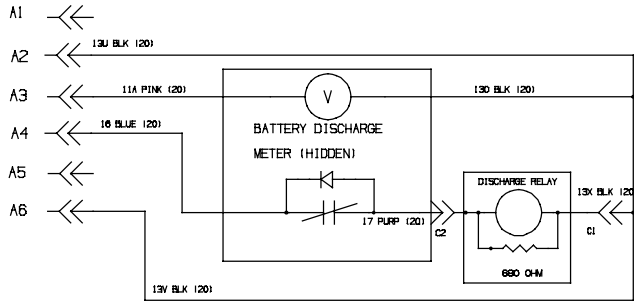 A1
A2
13U BLK (20)
A3
11A PINK (20)
V
13D BLK (20)
A4
16 BLUE (20)
BATTERY DISCHARGE
METER (HIDDEN)
A5
DISCHARGE RELAY
13X BLK (20
A6
17 PURP (20)
C2
C1
680 OHM
13V BLK (20)